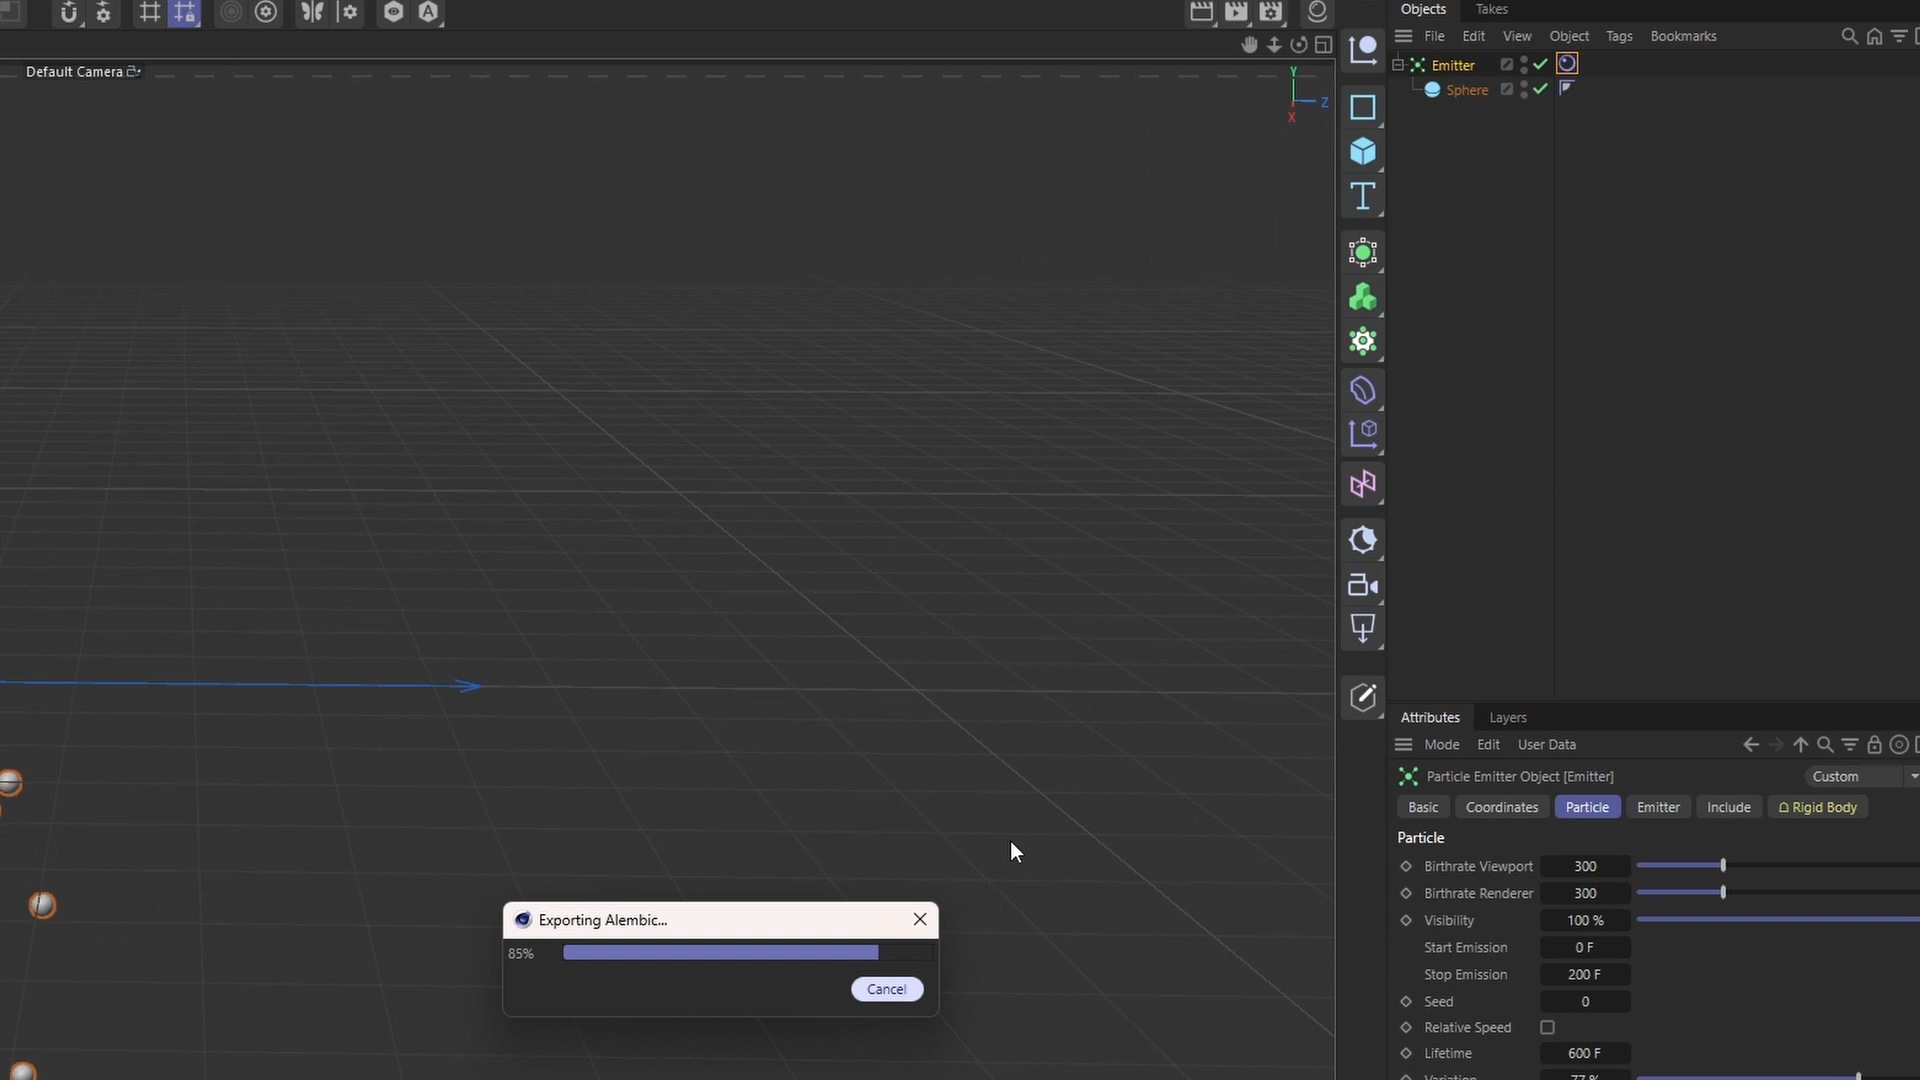 Objects Takes
File Edit View Object Tags Bookmarks
Default Camera
Y
Z
X
Emitter
Sphere
Attributes Layers
Mode Edit User Data
Particle Emitter Object [Emitter] Custom
Basic Coordinates Particle Emitter Include Rigid Body
Particle
Birthrate Viewport 300
Birthrate Renderer 300
Visibility 100 %
Start Emission 0 F
Stop Emission 200 F
Seed 0
Relative Speed
Lifetime 600 F
Variation 77 %
Exporting Alembic...
85%
Cancel